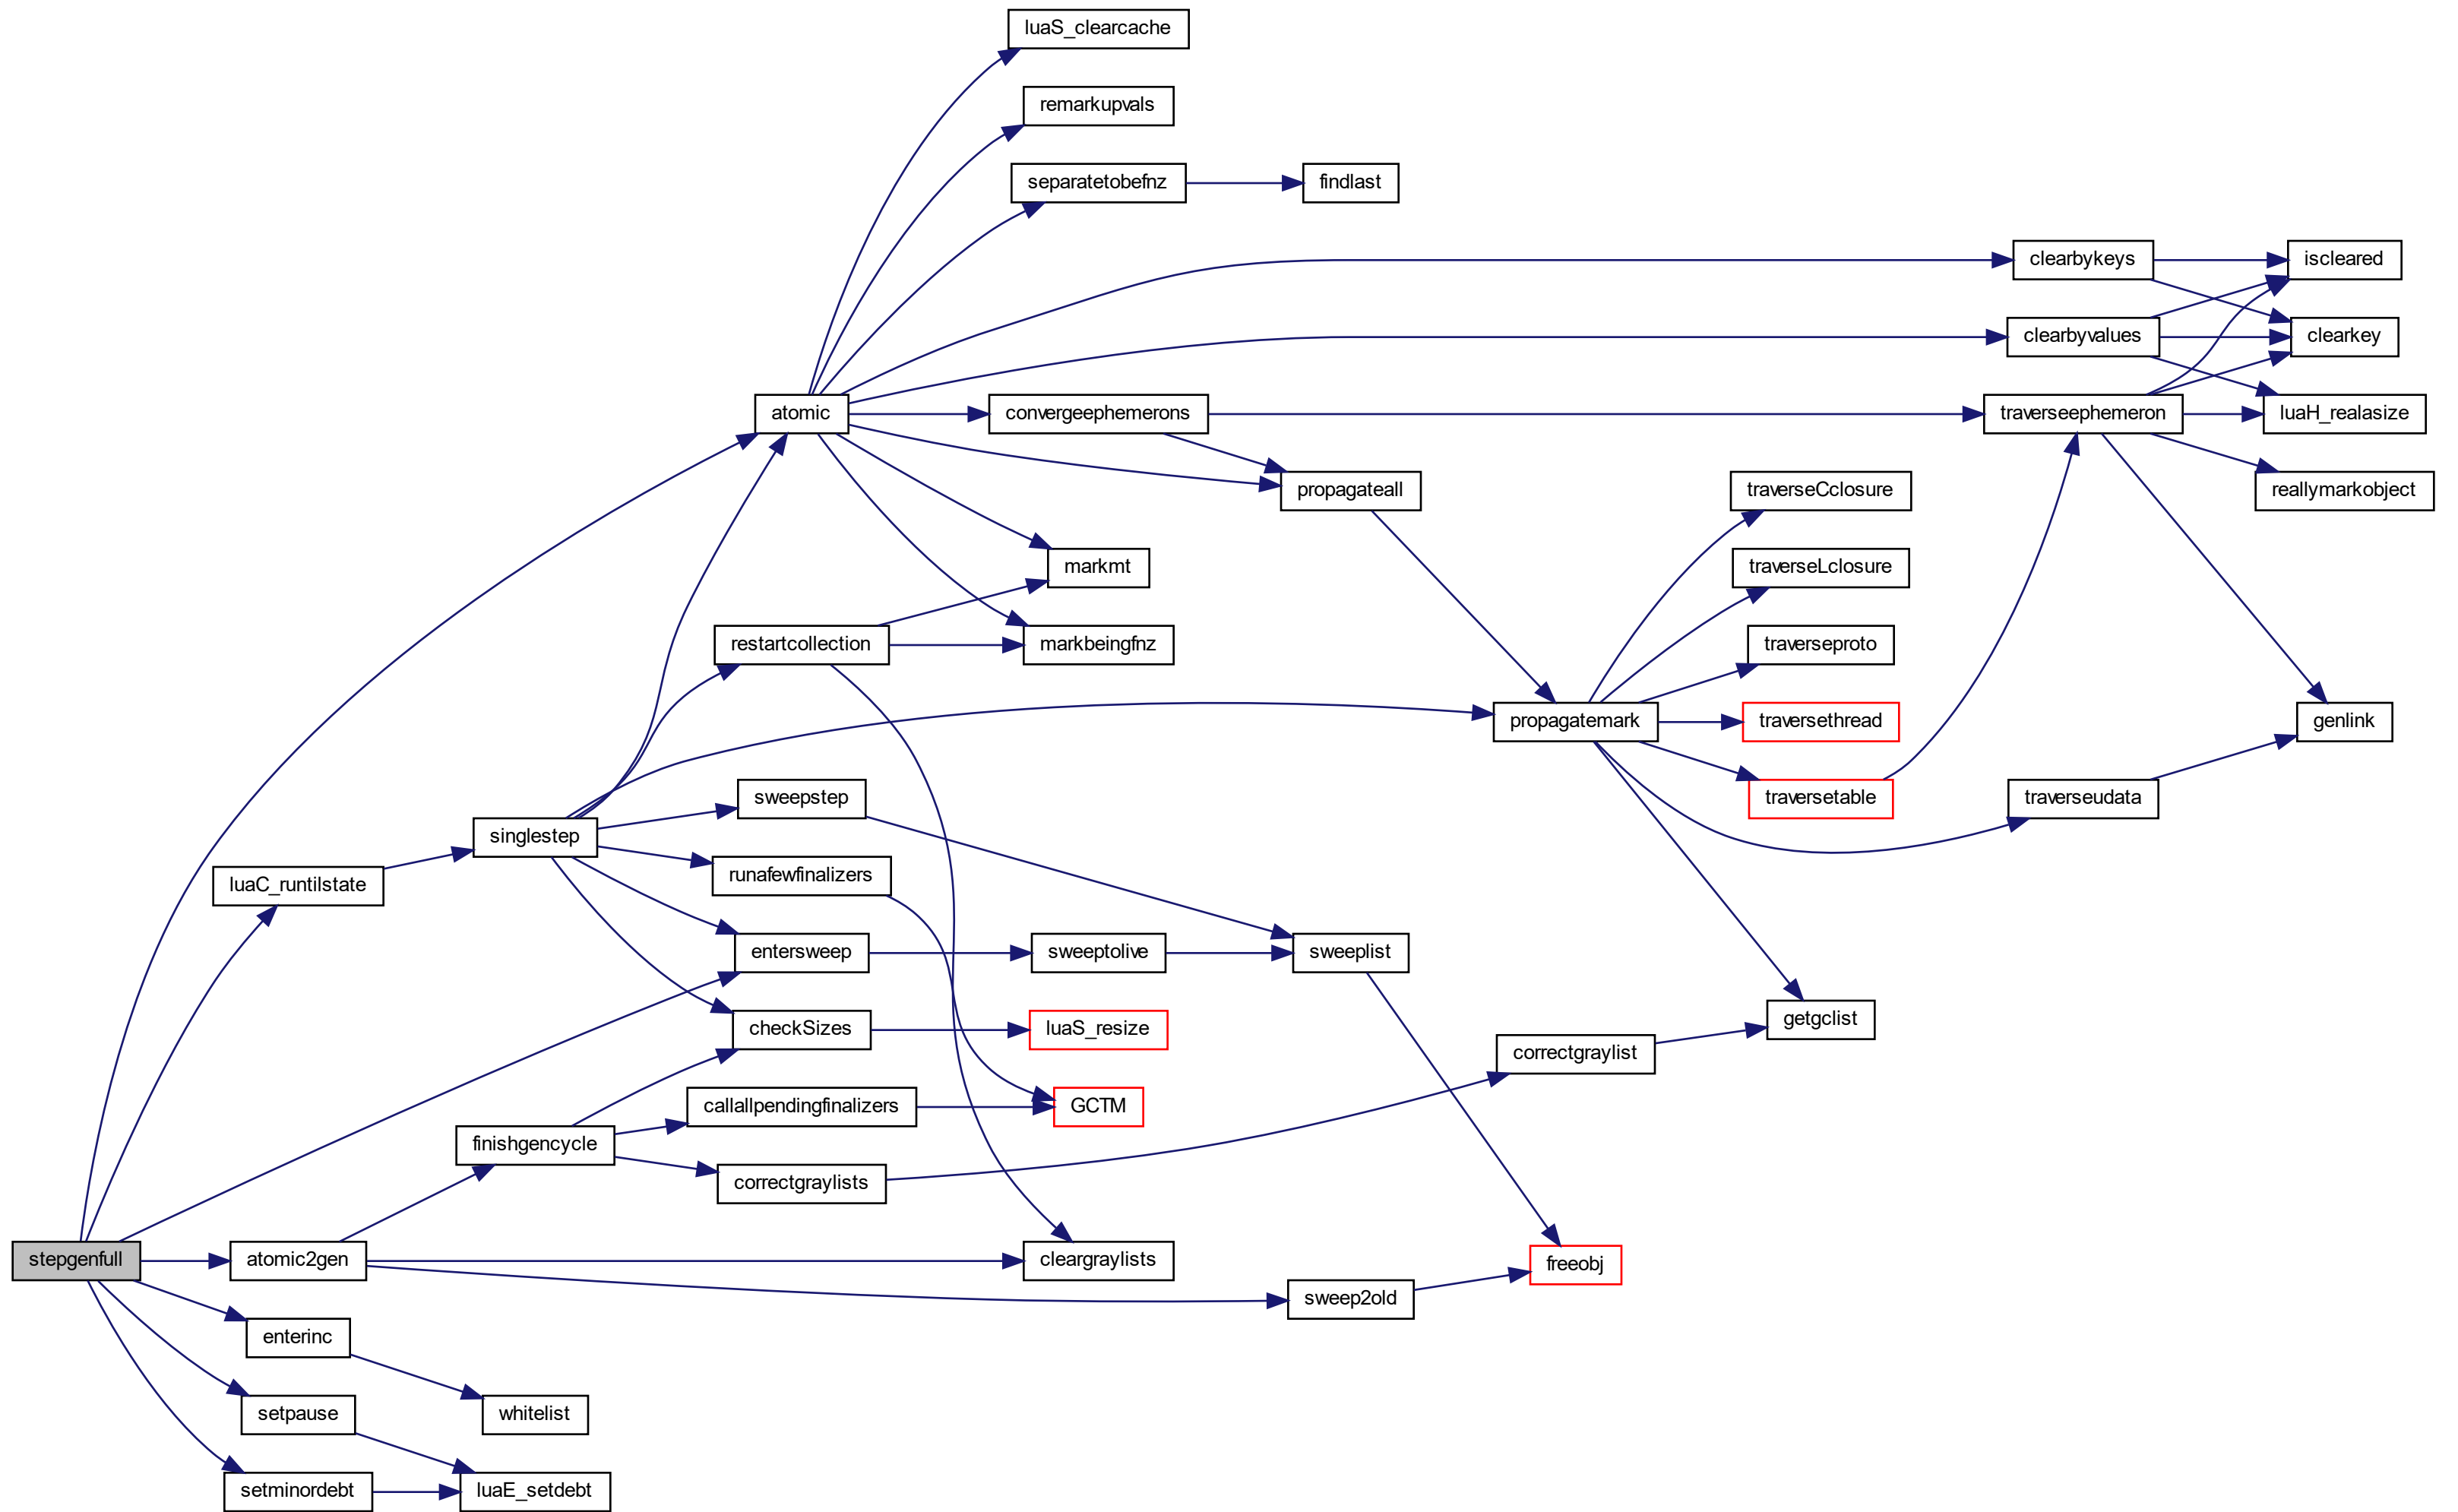 luaS_clearcache
remarkupvals
separatetobefnz
findlast
clearbykeys
iscleared
clearbyvalues
clearkey
atomic
convergeephemerons
traverseephemeron
luaH_realasize
propagateall
traverseCclosure
reallymarkobject
markmt
traverseLclosure
restartcollection
markbeingfnz
traverseproto
propagatemark
traversethread
genlink
sweepstep
traversetable
traverseudata
singlestep
luaC_runtilstate
runafewfinalizers
entersweep
sweeptolive
sweeplist
checkSizes
luaS_resize
getgclist
correctgraylist
callallpendingfinalizers
GCTM
finishgencycle
correctgraylists
stepgenfull
atomic2gen
cleargraylists
freeobj
sweep2old
enterinc
setpause
whitelist
setminordebt
luaE_setdebt